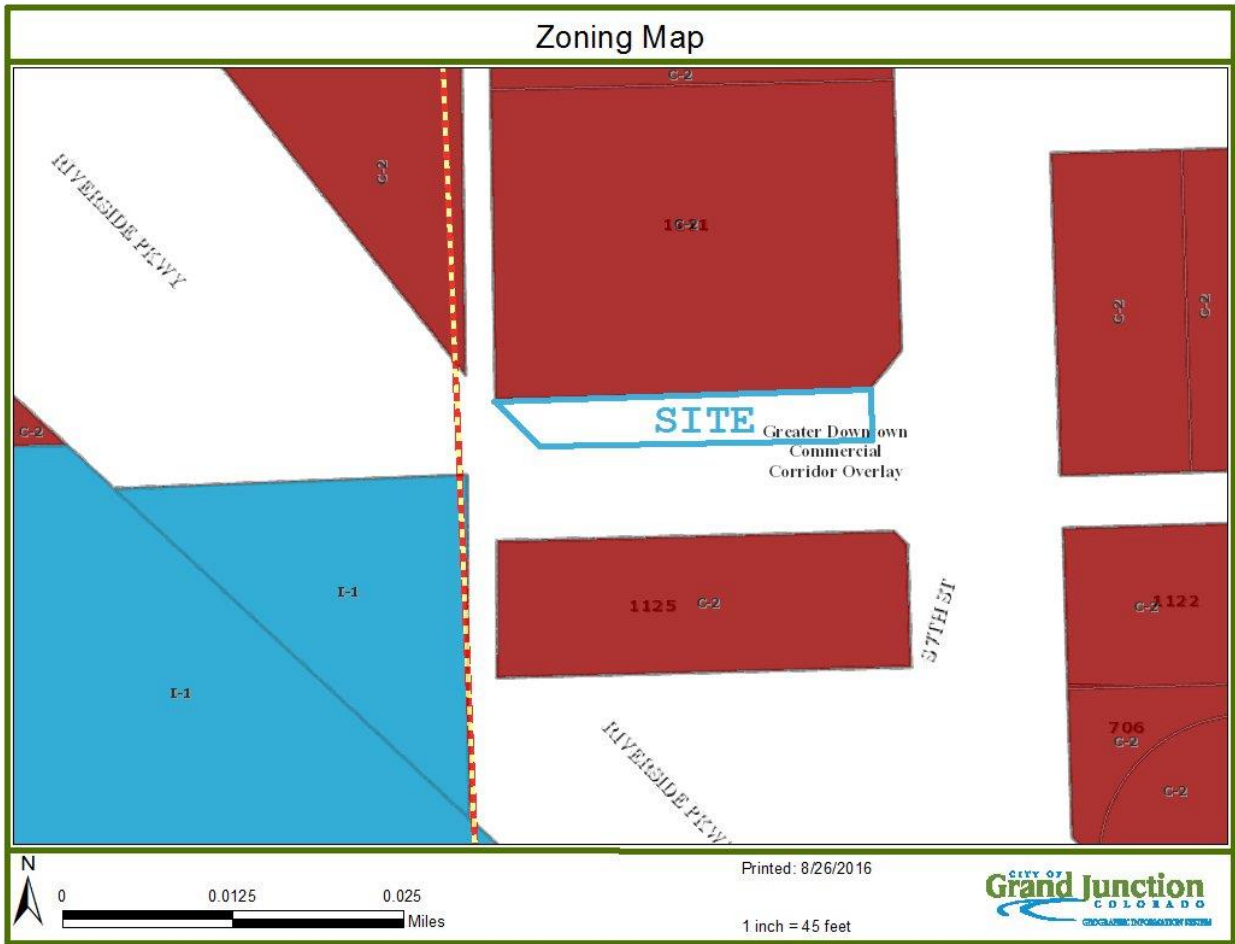 Zoning Map
C-2
RIVERSIDE PKWY
C-2
C-2
C-2
C-2
SITE
Greater Downtown
Commercial
Corridor Overlay
C-2
I-1
1125
C-2
S 7TH ST
C-2
1122
I-1
RIVERSIDE PKWY
706
C-2
C-2
N
0
0.0125
0.025
Miles
Printed: 8/26/2016
1 inch = 45 feet
CITY OF
Grand Junction
COLORADO
GEOGRAPHIC INFORMATION SYSTEM